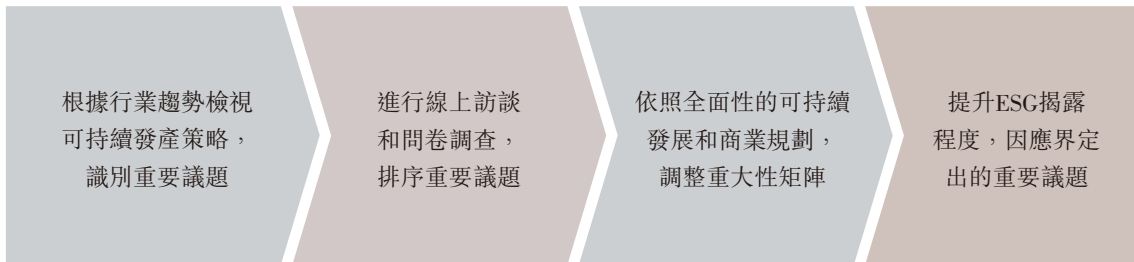 根據行業趨勢檢視
可持續發產策略，
識別重要議題
進行線上訪談
和問卷調查，
排序重要議題
依照全面性的可持續
發展和商業規劃，
調整重大性矩陣
提升ESG揭露
程度，因應界定
出的重要議題